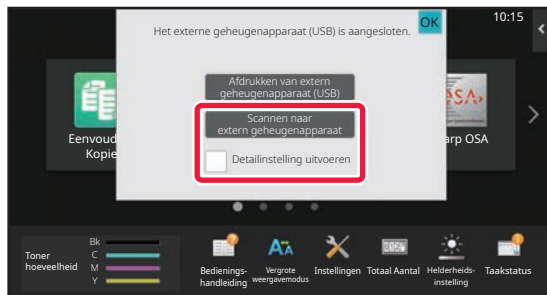 10:15
Het externe geheugenapparaat (USB) is aangesloten.
OK
Afdrukken van extern
geheugenapparaat (USB)
Scannen naar
extern geheugenapparaat
Detailinstelling uitvoeren
Eenvoud
Kopie
arp OSA
Toner
hoeveelheid
Bk
C
M
Y
Bedienings-
handleiding
Vergrote
weergavemodus
Instellingen
Totaal Aantal
Helderheids-
instelling
Taakstatus